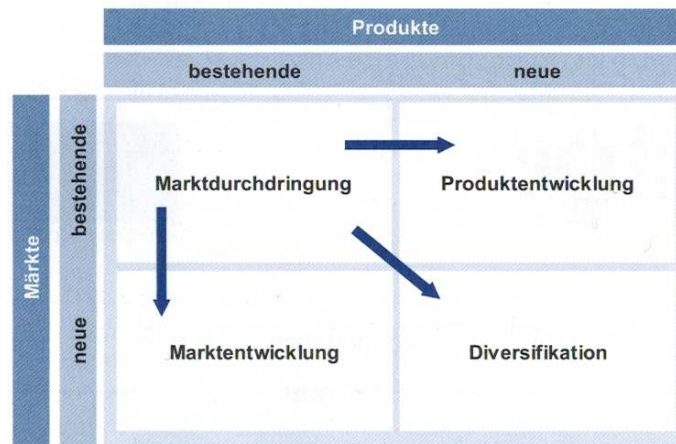 Produkte
bestehende neue
Märkte
bestehende
Marktdurchdringung Produktentwicklung
neue
Marktentwicklung Diversifikation